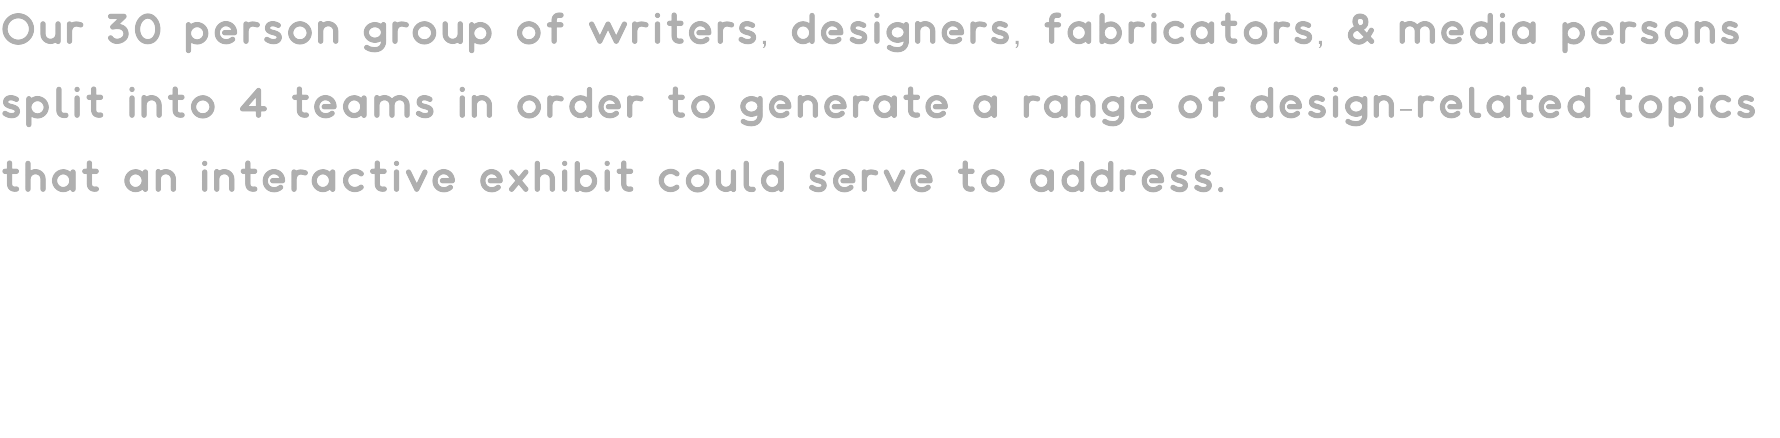 Our 30 person group of writers, designers, fabricators, & media persons
split into 4 teams in order to generate a range of design-related topics
that an interactive exhibit could serve to address.